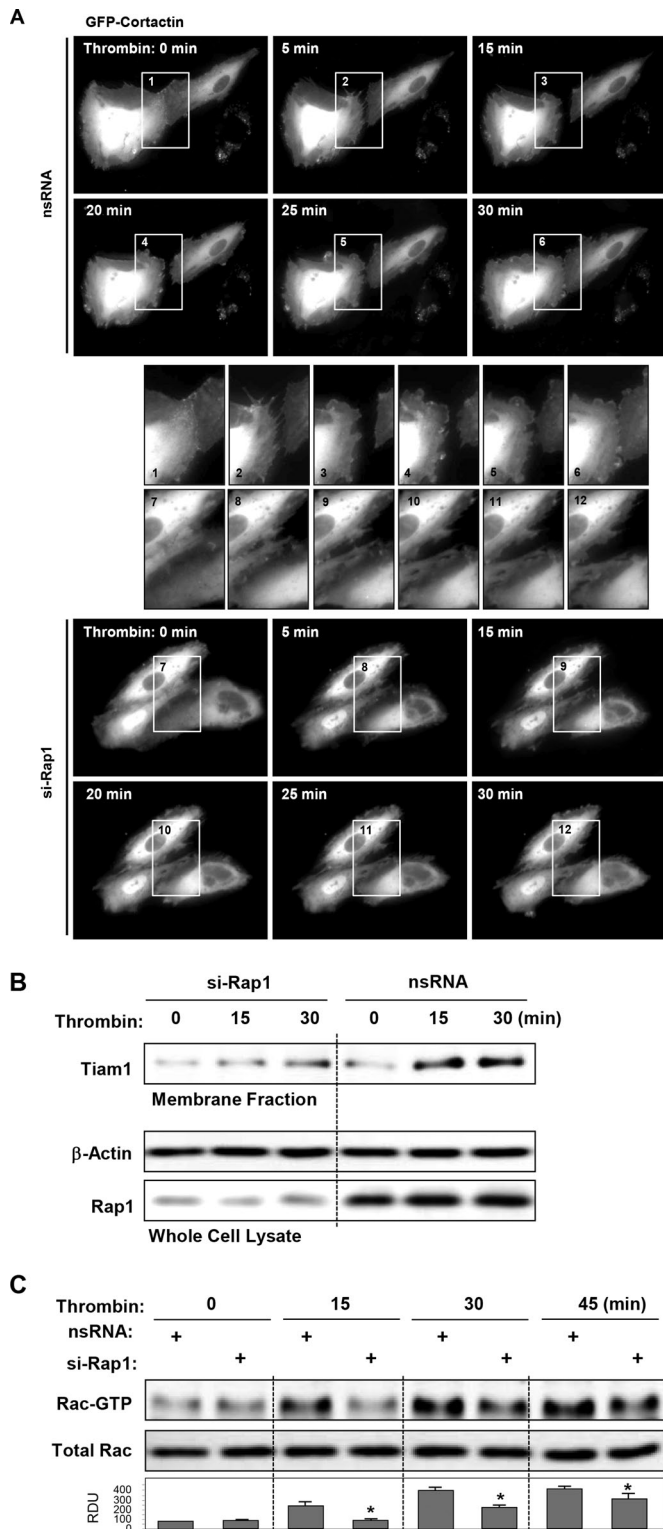 A
GFP-Cortactin
nsRNA
Thrombin: 0 min
5 min
15 min
1
2
3
20 min
25 min
30 min
4
5
6
1
2
3
4
5
6
7
8
9
10
11
12
si-Rap1
Thrombin: 0 min
5 min
15 min
7
8
9
20 min
25 min
30 min
10
11
12
B
si-Rap1
nsRNA
Thrombin: 0 15 30 0 15 30 (min)
Tiam1
Membrane Fraction
β-Actin
Rap1
Whole Cell Lysate
C
Thrombin: 0 15 30 45 (min)
nsRNA: + + + +
si-Rap1: + + + +
Rac-GTP
Total Rac
RDU
400
300
200
100
0
* * *